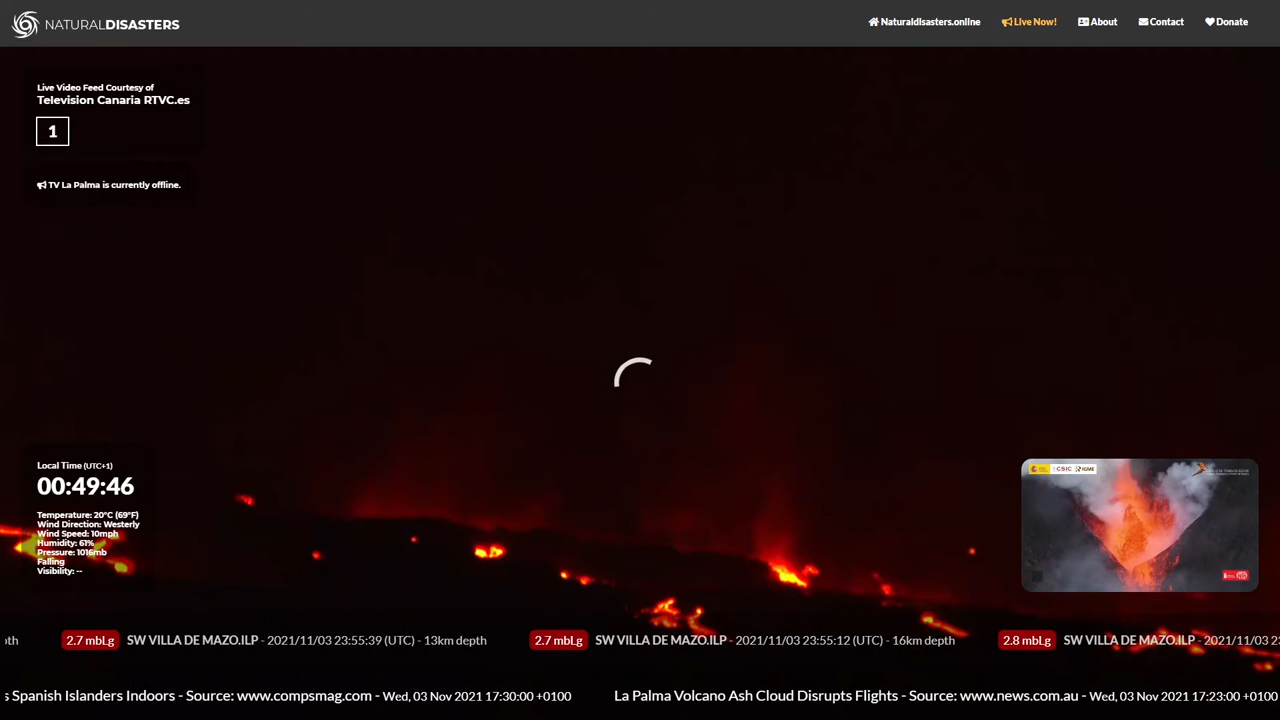 NATURALDISASTERS
Naturaldisasters.online
Live Now!
About
Contact
Donate
Live Video Feed Courtesy of
Television Canaria RTVC.es
1
TV La Palma is currently offline.
Local Time (UTC+1)
00:49:46
Temperature: 20°C (69°F)
Wind Direction: Westerly
Wind Speed: 10mph
Humidity: 61%
Pressure: 1016mb
Falling
Visibility: --
CSIC IGME
2.7 mbLg SW VILLA DE MAZO.ILP - 2021/11/03 23:55:39 (UTC) - 13km depth
2.7 mbLg SW VILLA DE MAZO.ILP - 2021/11/03 23:55:12 (UTC) - 16km depth
2.8 mbLg SW VILLA DE MAZO.ILP - 2021/11/03
s Spanish Islanders Indoors - Source: www.compsmag.com - Wed, 03 Nov 2021 17:30:00 +0100
La Palma Volcano Ash Cloud Disrupts Flights - Source: www.news.com.au - Wed, 03 Nov 2021 17:23:00 +0100